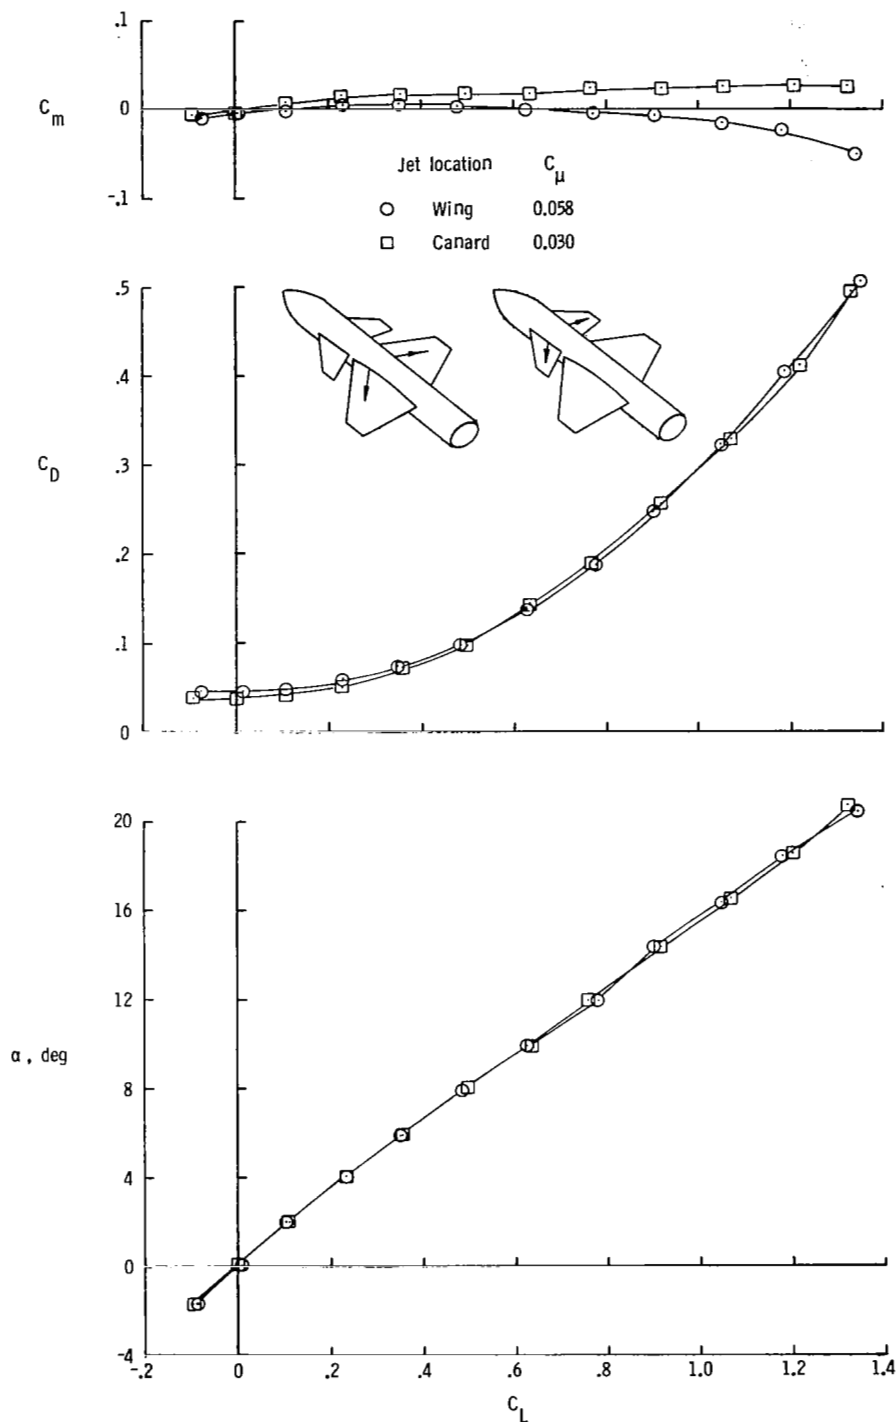 .1
C_m
0
-.1
Jet location C_μ
Wing 0.058
Canard 0.030
.5
.4
C_D
.3
.2
.1
0
20
16
12
α, deg
8
4
0
-4
-.2 0 .2 .4 .6 .8 1.0 1.2 1.4
C_L